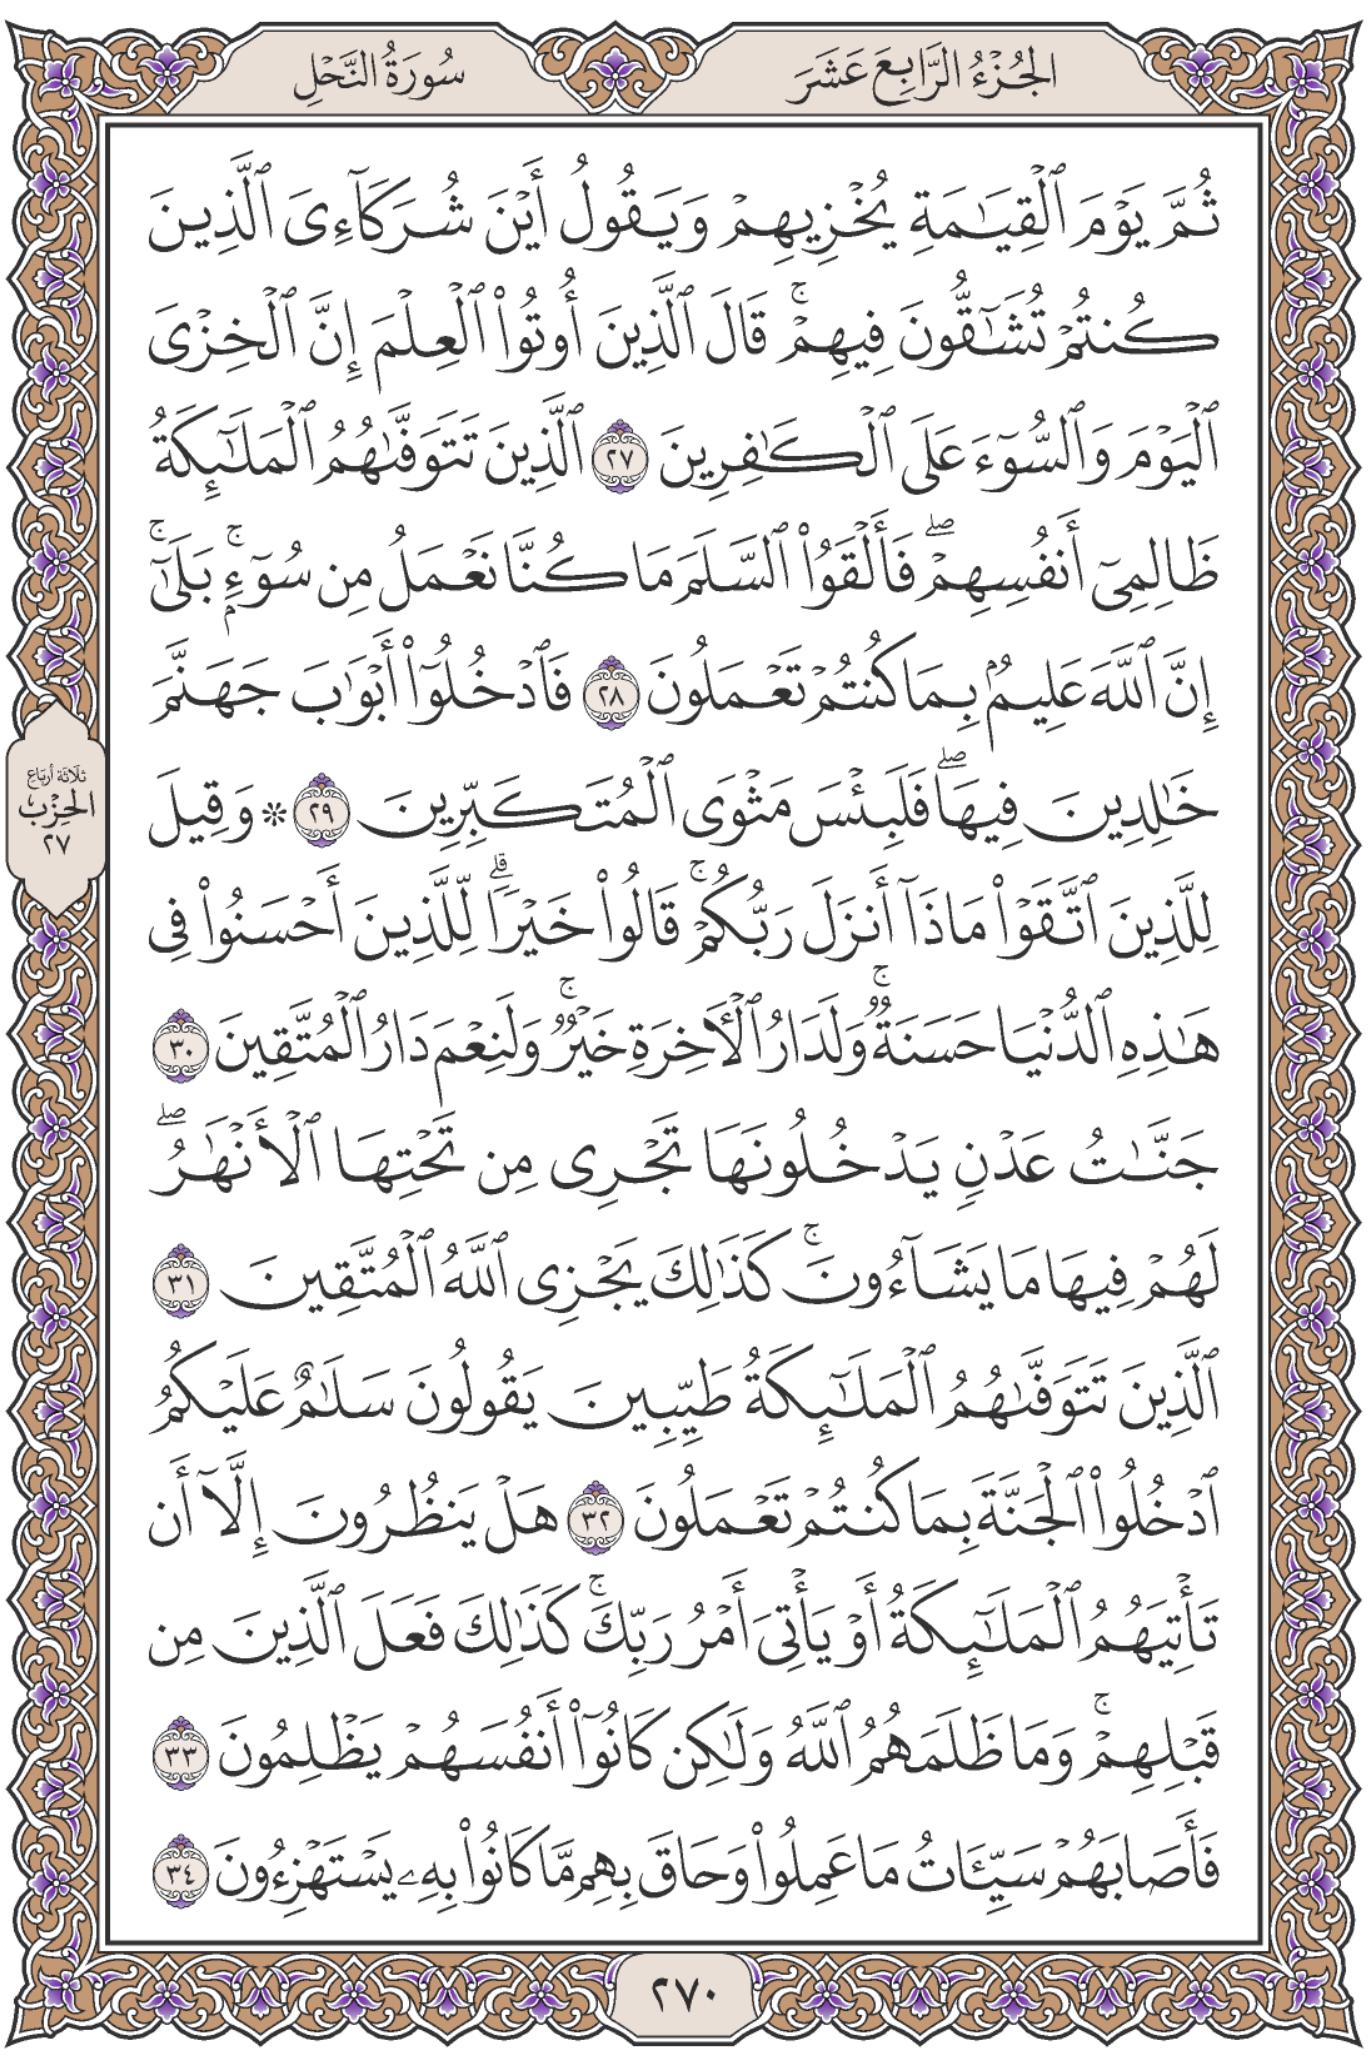 الجُزْءُ الرَّابِعَ عَشَرَ
سُورَةُ النَّحْلِ
ثُمَّ يَوْمَ ٱلْقِيَـٰمَةِ يُخْزِيهِمْ وَيَقُولُ أَيْنَ شُرَكَآءِىَ ٱلَّذِينَ
كُنتُمْ تُشَـٰٓقُّونَ فِيهِمْ ۚ قَالَ ٱلَّذِينَ أُوتُوا۟ ٱلْعِلْمَ إِنَّ ٱلْخِزْىَ
ٱلْيَوْمَ وَٱلسُّوٓءَ عَلَى ٱلْكَـٰفِرِينَ ٢٧ ٱلَّذِينَ تَتَوَفَّىٰهُمُ ٱلْمَلَـٰٓئِكَةُ
ظَالِمِىٓ أَنفُسِهِمْ ۖ فَأَلْقَوُا۟ ٱلسَّلَمَ مَا كُنَّا نَعْمَلُ مِن سُوٓءٍۭ ۚ بَلَىٰٓ ۚ
إِنَّ ٱللَّهَ عَلِيمٌۢ بِمَا كُنتُمْ تَعْمَلُونَ ٢٨ فَٱدْخُلُوٓا۟ أَبْوَٰبَ جَهَنَّمَ
خَـٰلِدِينَ فِيهَا ۖ فَلَبِئْسَ مَثْوَى ٱلْمُتَكَبِّرِينَ ٢٩ * وَقِيلَ
لِلَّذِينَ ٱتَّقَوْا۟ مَاذَآ أَنزَلَ رَبُّكُمْ ۚ قَالُوا۟ خَيْرًا ۗ لِّلَّذِينَ أَحْسَنُوا۟ فِى
هَـٰذِهِ ٱلدُّنْيَا حَسَنَةٌ ۚ وَلَدَارُ ٱلْـَٔاخِرَةِ خَيْرٌ ۚ وَلَنِعْمَ دَارُ ٱلْمُتَّقِينَ ٣٠
جَنَّـٰتُ عَدْنٍ يَدْخُلُونَهَا تَجْرِى مِن تَحْتِهَا ٱلْأَنْهَـٰرُ ۖ
لَهُمْ فِيهَا مَا يَشَآءُونَ ۚ كَذَٰلِكَ يَجْزِى ٱللَّهُ ٱلْمُتَّقِينَ ٣١
ٱلَّذِينَ تَتَوَفَّىٰهُمُ ٱلْمَلَـٰٓئِكَةُ طَيِّبِينَ يَقُولُونَ سَلَـٰمٌ عَلَيْكُمُ
ٱدْخُلُوا۟ ٱلْجَنَّةَ بِمَا كُنتُمْ تَعْمَلُونَ ٣٢ هَلْ يَنظُرُونَ إِلَّآ أَن
تَأْتِيَهُمُ ٱلْمَلَـٰٓئِكَةُ أَوْ يَأْتِىَ أَمْرُ رَبِّكَ ۚ كَذَٰلِكَ فَعَلَ ٱلَّذِينَ مِن
قَبْلِهِمْ ۚ وَمَا ظَلَمَهُمُ ٱللَّهُ وَلَـٰكِن كَانُوٓا۟ أَنفُسَهُمْ يَظْلِمُونَ ٣٣
فَأَصَابَهُمْ سَيِّـَٔاتُ مَا عَمِلُوا۟ وَحَاقَ بِهِم مَّا كَانُوا۟ بِهِۦ يَسْتَهْزِءُونَ ٣٤
ثلاثة أرباع
الحِزْب
٢٧
٢٧٠